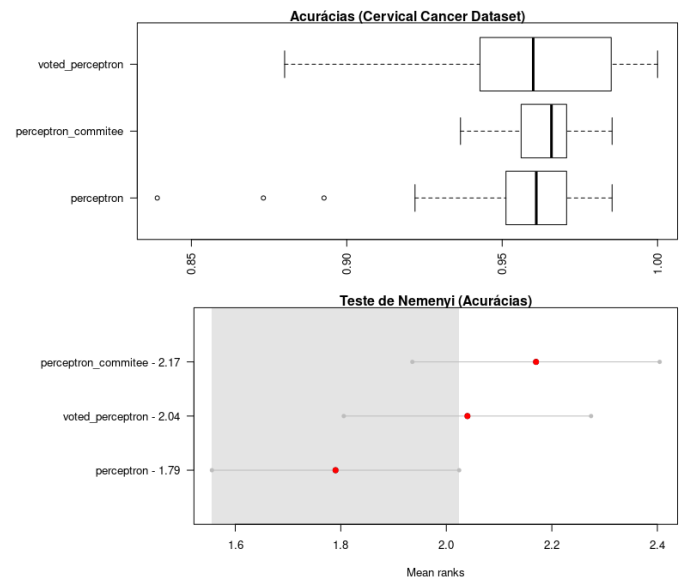 Acurácias (Cervical Cancer Dataset)
voted_perceptron
perceptron_commitee
perceptron
0.85
0.90
0.95
1.00
Teste de Nemenyi (Acurácias)
perceptron_commitee - 2.17
voted_perceptron - 2.04
perceptron - 1.79
1.6
1.8
2.0
2.2
2.4
Mean ranks